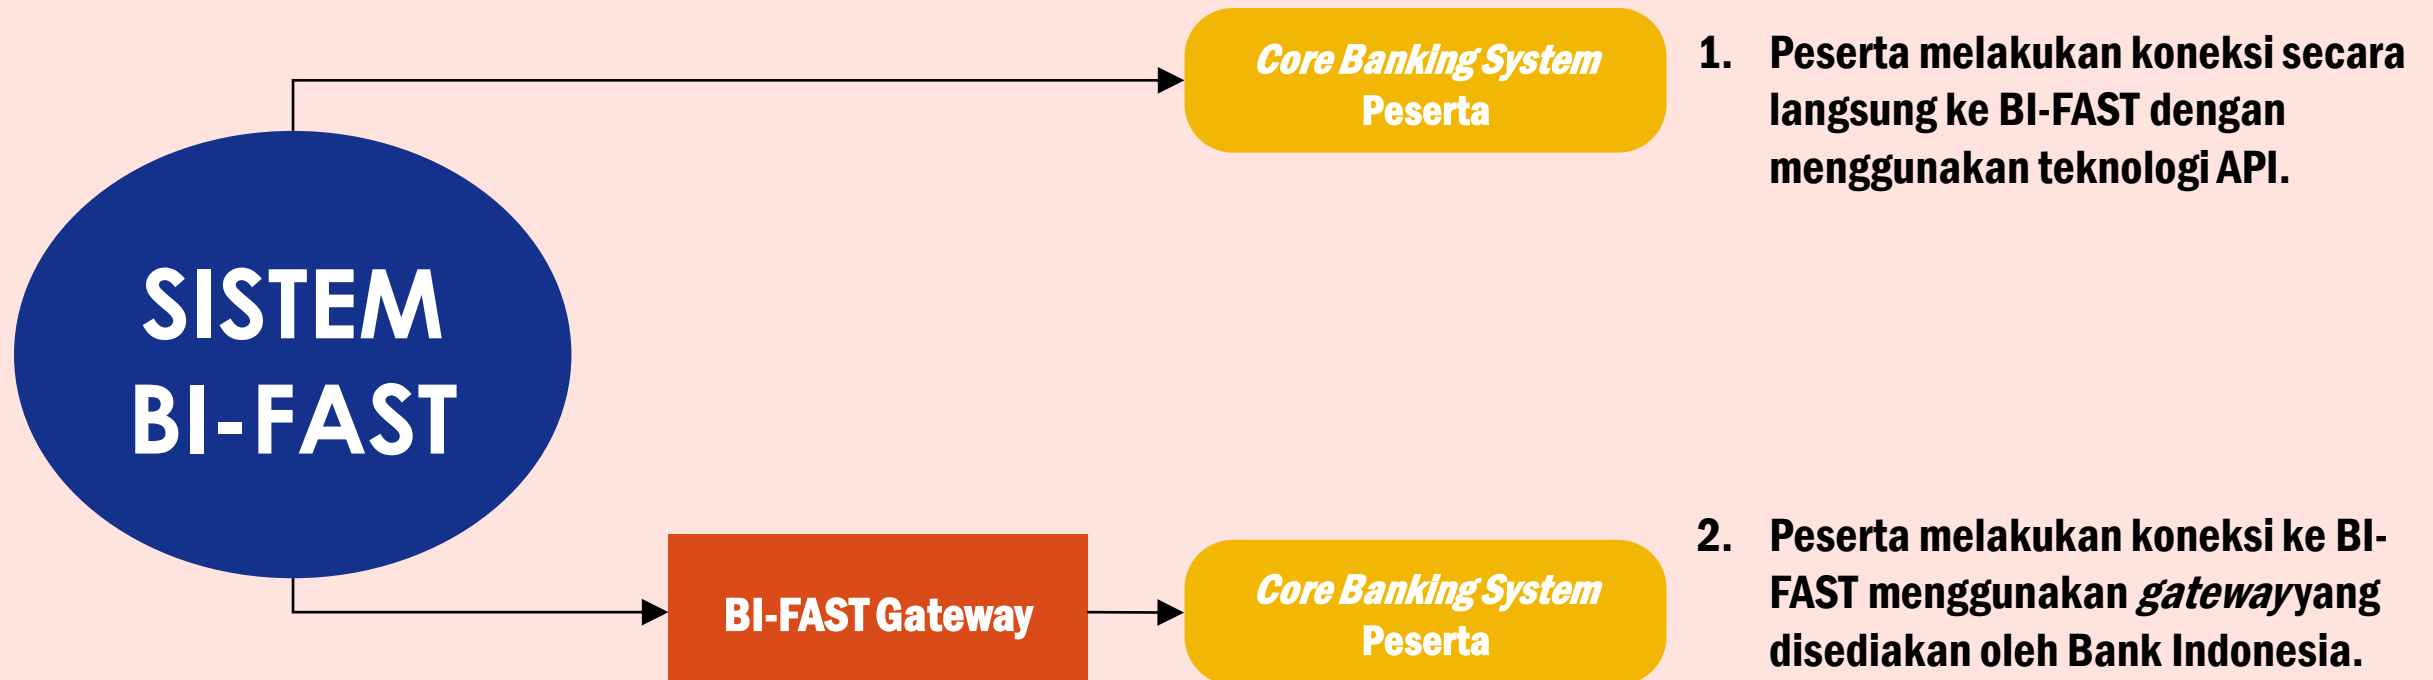 Core Banking System
Peserta
1. Peserta melakukan koneksi secara
langsung ke BI-FAST dengan
menggunakan teknologi API.
SISTEM
BI-FAST
BI-FAST Gateway
Core Banking System
Peserta
2. Peserta melakukan koneksi ke BI-
FAST menggunakan gateway yang
disediakan oleh Bank Indonesia.